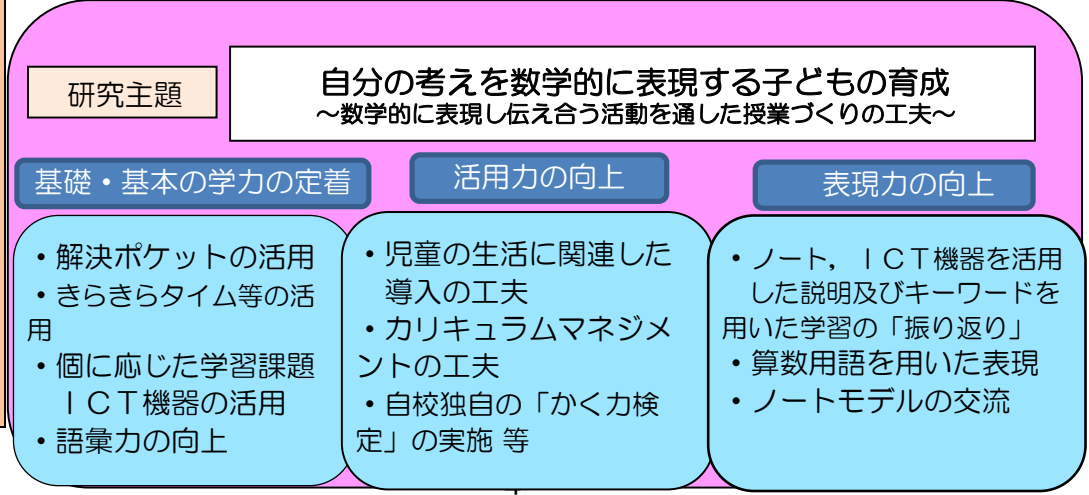 研究主題
自分の考えを数学的に表現する子どもの育成
～数学的に表現し伝え合う活動を通した授業づくりの工夫～
基礎・基本の学力の定着
・解決ポケットの活用
・きらきらタイム等の活
用
・個に応じた学習課題
ＩＣＴ機器の活用
・語彙力の向上
活用力の向上
・児童の生活に関連した
導入の工夫
・カリキュラムマネジメ
ントの工夫
・自校独自の「かく力検
定」の実施 等
表現力の向上
・ノート，ＩＣＴ機器を活用
した説明及びキーワードを
用いた学習の「振り返り」
・算数用語を用いた表現
・ノートモデルの交流